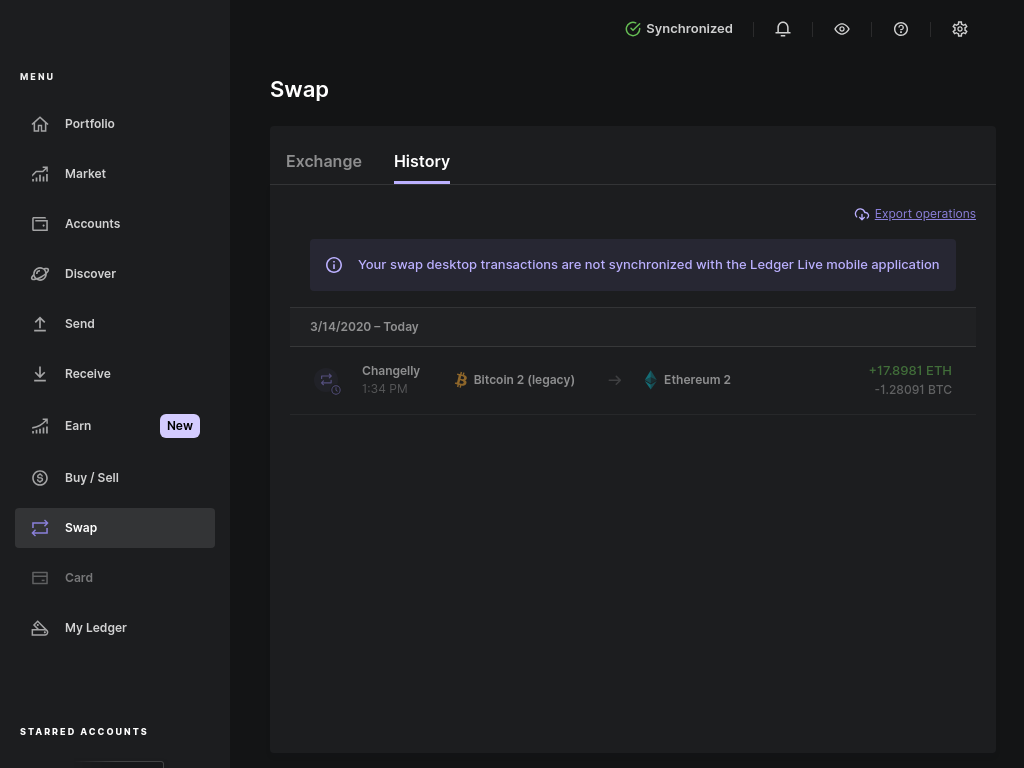 Synchronized
MENU
Portfolio
Market
Accounts
Discover
Send
Receive
Earn
New
Buy / Sell
Swap
Card
My Ledger
STARRED ACCOUNTS
Swap
Exchange
History
Export operations
Your swap desktop transactions are not synchronized with the Ledger Live mobile application
3/14/2020 – Today
Changelly
1:34 PM
Bitcoin 2 (legacy)
Ethereum 2
+17.8981 ETH
-1.28091 BTC